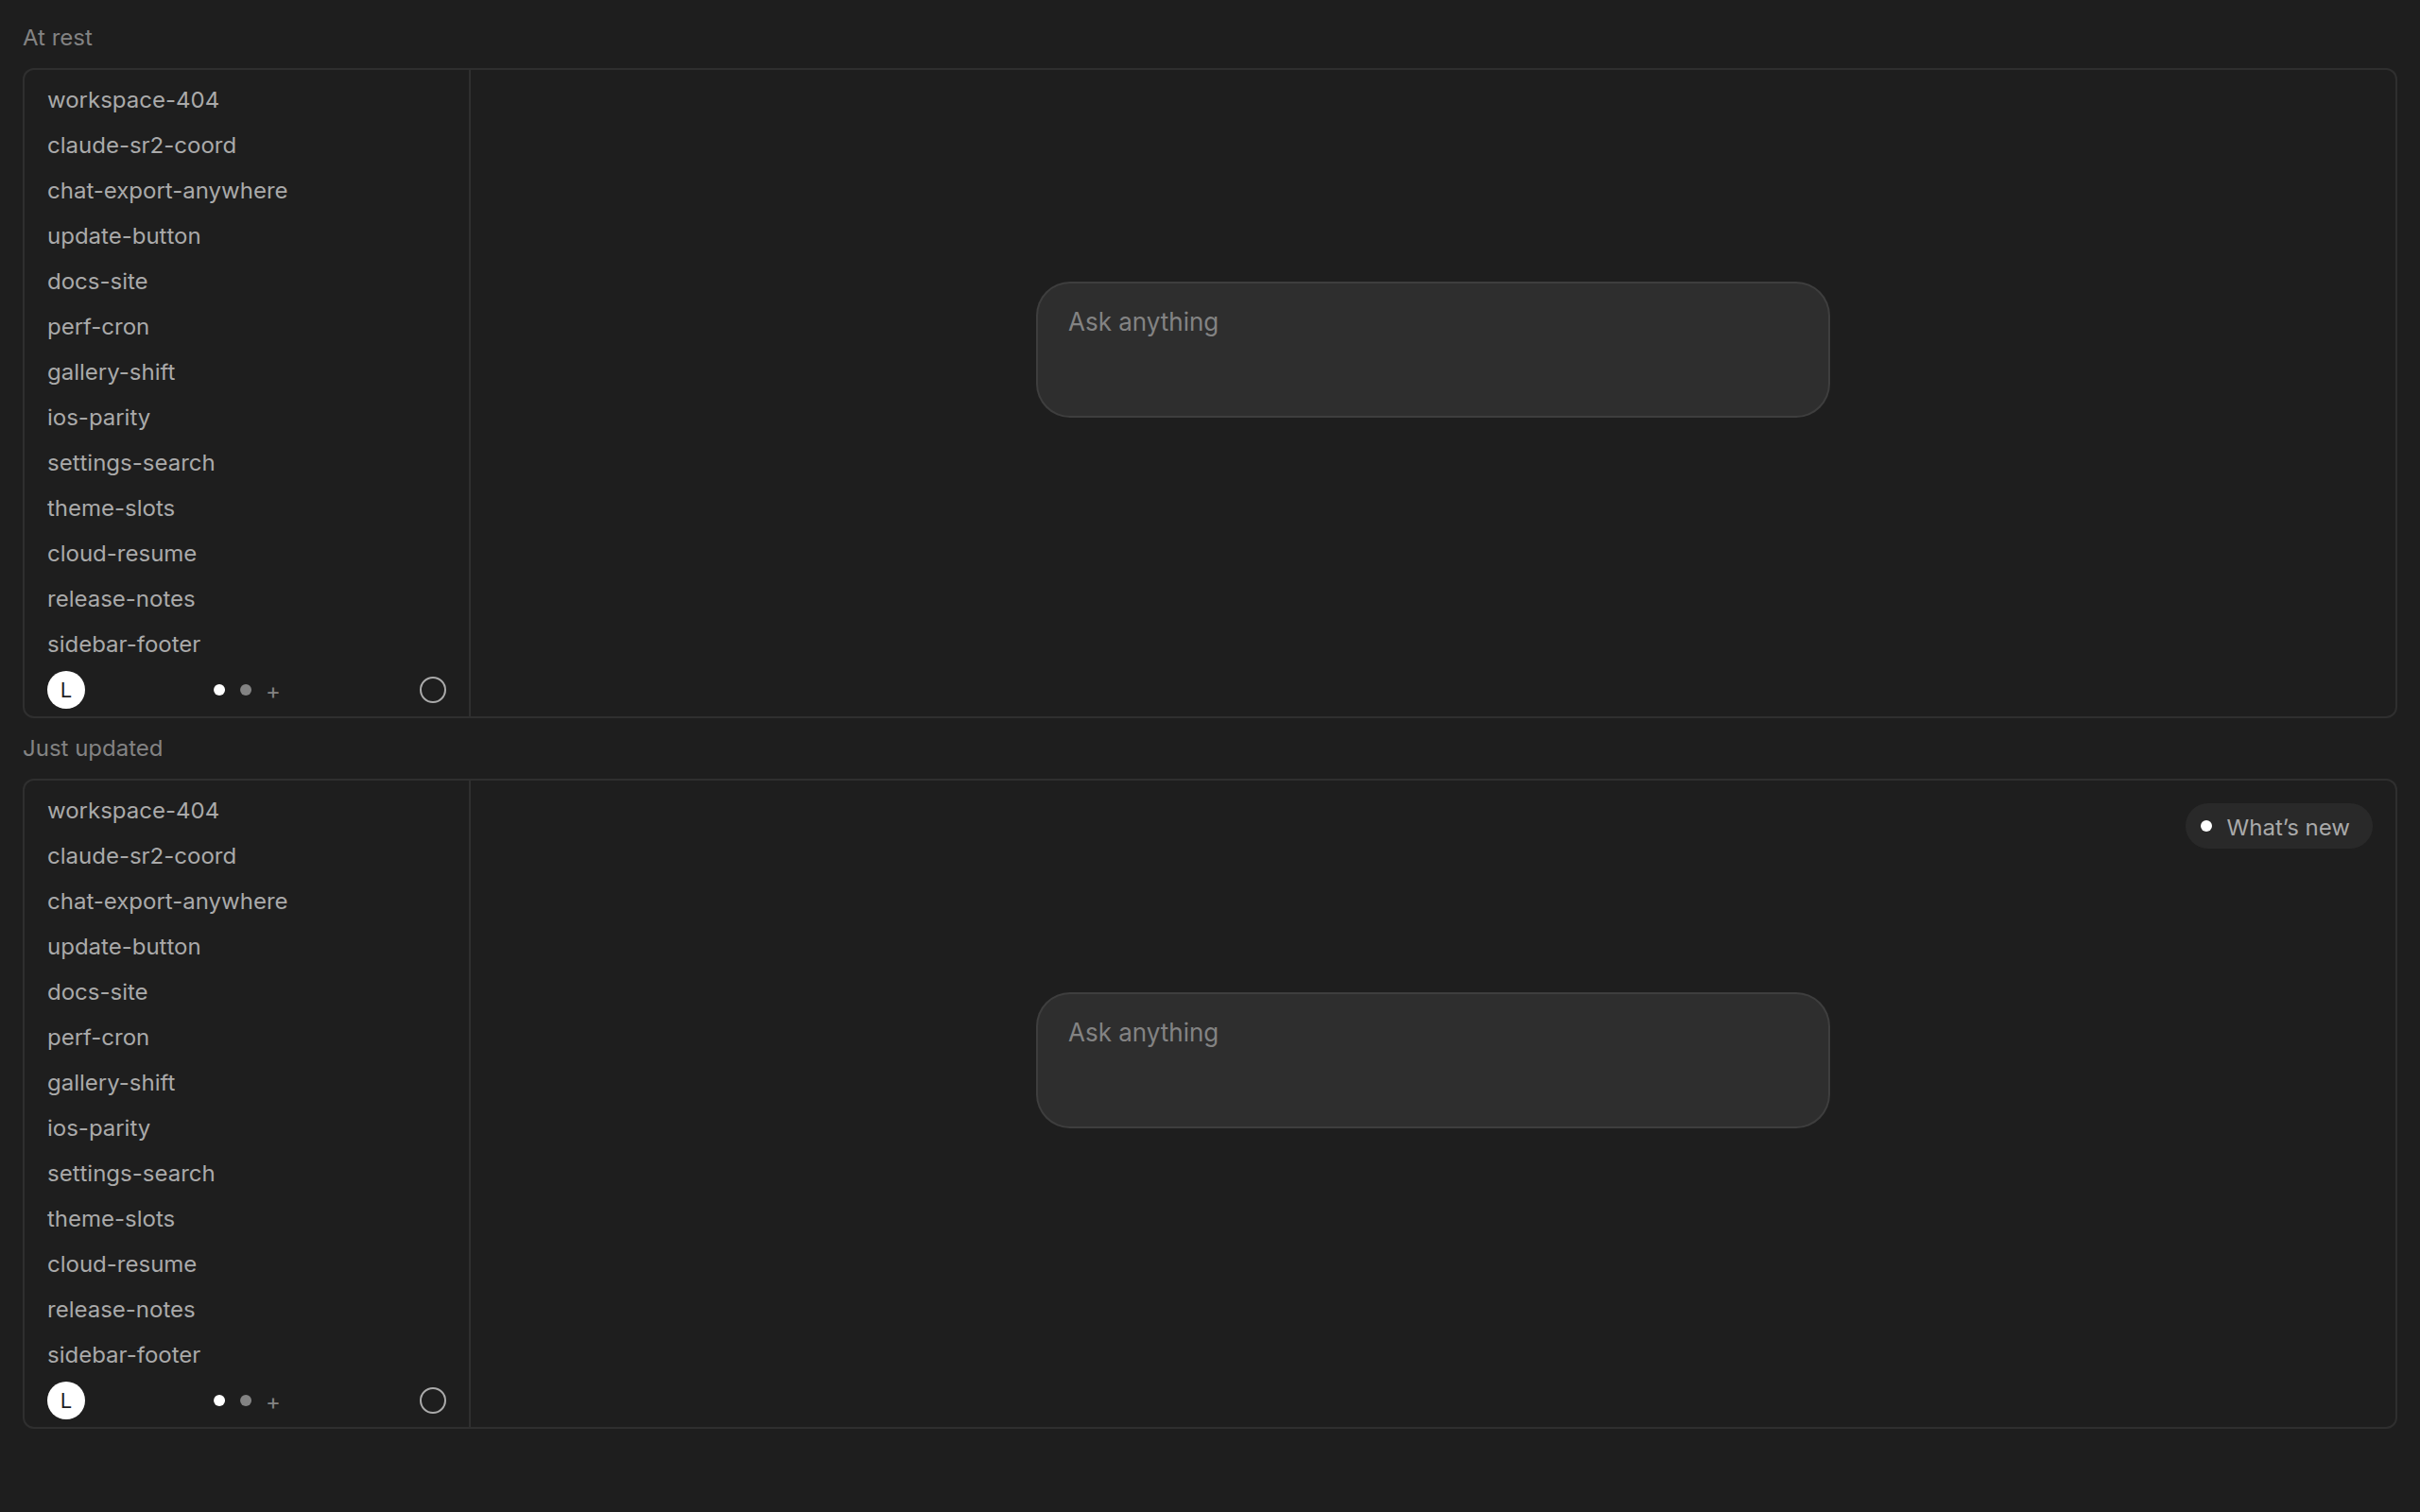 At rest
workspace-404
claude-sr2-coord
chat-export-anywhere
update-button
docs-site
perf-cron
gallery-shift
ios-parity
settings-search
theme-slots
cloud-resume
release-notes
sidebar-footer
L
+
Ask anything
Just updated
workspace-404
claude-sr2-coord
chat-export-anywhere
update-button
docs-site
perf-cron
gallery-shift
ios-parity
settings-search
theme-slots
cloud-resume
release-notes
sidebar-footer
L
+
What’s new
Ask anything